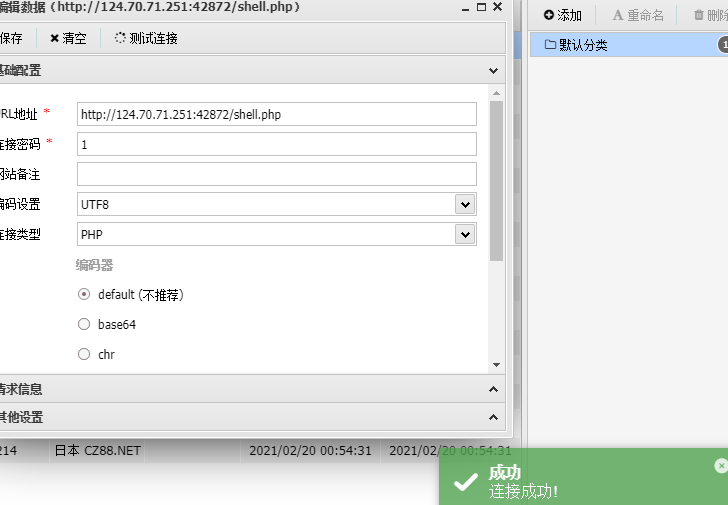 编辑数据 (http://124.70.71.251:42872/shell.php)
保存 清空 测试连接
基础配置
URL地址 * http://124.70.71.251:42872/shell.php
连接密码 * 1
网站备注
编码设置 UTF8
连接类型 PHP
编码器
default (不推荐)
base64
chr
请求信息
其他设置
添加 重命名 删除
默认分类 1
214 日本 CZ88.NET 2021/02/20 00:54:31 2021/02/20 00:54:31
成功
连接成功!